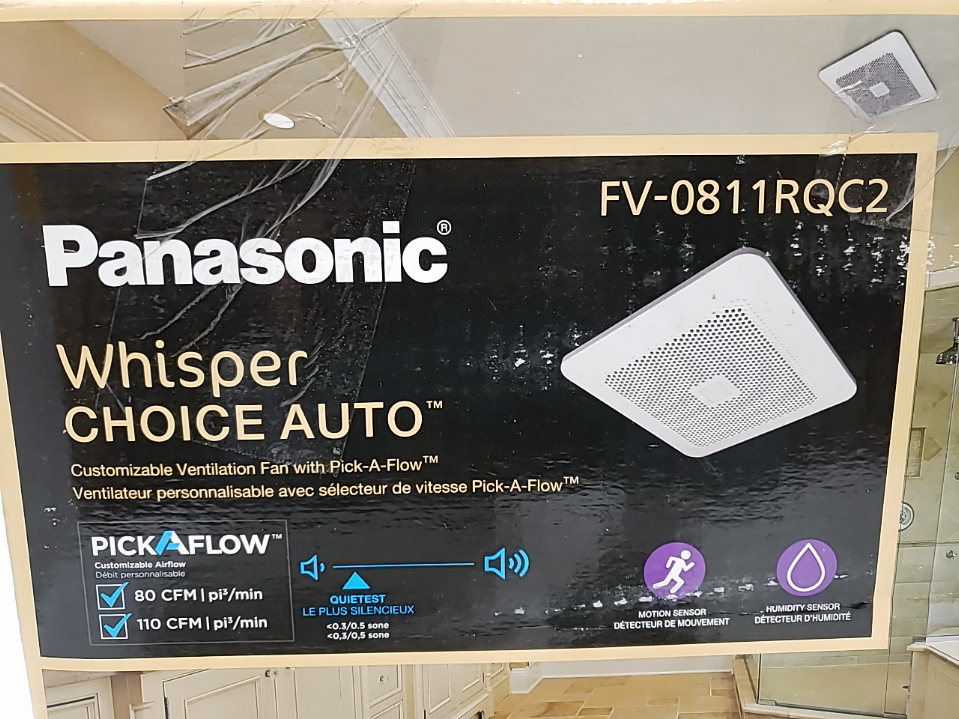 FV-0811RQC2
Panasonic®
Whisper
CHOICE AUTO™
Customizable Ventilation Fan with Pick-A-Flow™
Ventilateur personnalisable avec sélecteur de vitesse Pick-A-Flow™
PICKAFLOW™
Customizable Airflow
Débit personnalisable
80 CFM | pi³/min
110 CFM | pi³/min
QUIETEST
LE PLUS SILENCIEUX
<0.3/0.5 sone
<0,3/0,5 sone
MOTION SENSOR
DÉTECTEUR DE MOUVEMENT
HUMIDITY SENSOR
DÉTECTEUR D'HUMIDITÉ